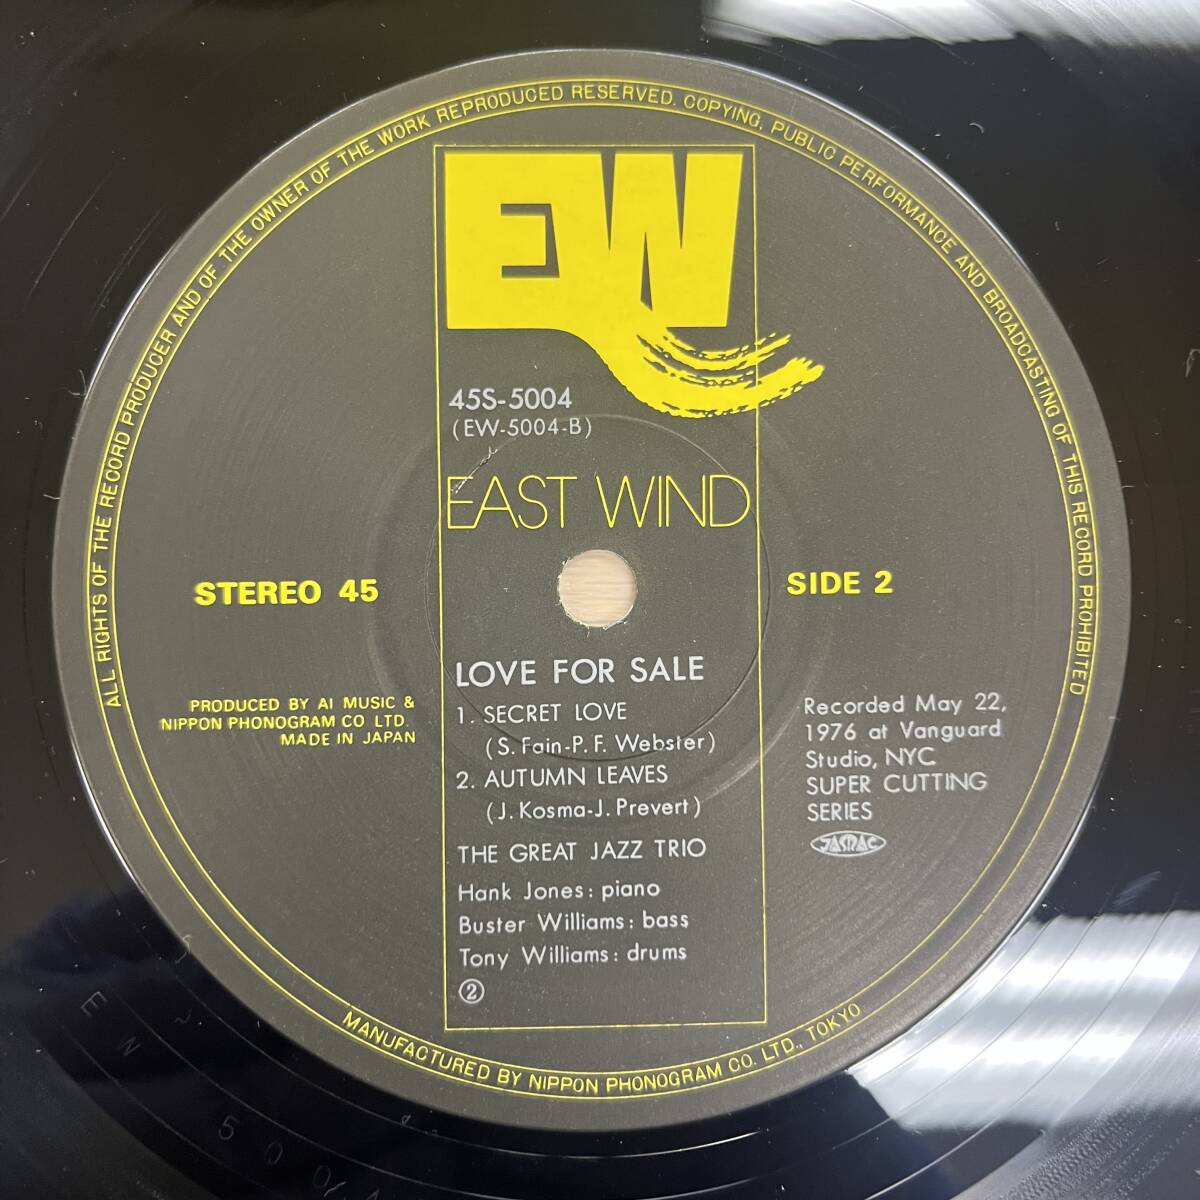 ALL RIGHTS OF THE RECORD PRODUCER AND OF THE OWNER OF THE WORK REPRODUCED RESERVED. COPYING, PUBLIC PERFORMANCE AND BROADCASTING OF THIS RECORD PROHIBITED
EW
45S-5004
(EW-5004-B)
EAST WIND
STEREO 45
SIDE 2
LOVE FOR SALE
1. SECRET LOVE
(S. Fain-P. F. Webster)
2. AUTUMN LEAVES
(J. Kosma-J. Prevert)
THE GREAT JAZZ TRIO
Hank Jones: piano
Buster Williams: bass
Tony Williams: drums
②
PRODUCED BY AI MUSIC &
NIPPON PHONOGRAM CO LTD.
MADE IN JAPAN
Recorded May 22,
1976 at Vanguard
Studio, NYC
SUPER CUTTING
SERIES
JASRAC
MANUFACTURED BY NIPPON PHONOGRAM CO. LTD., TOKYO